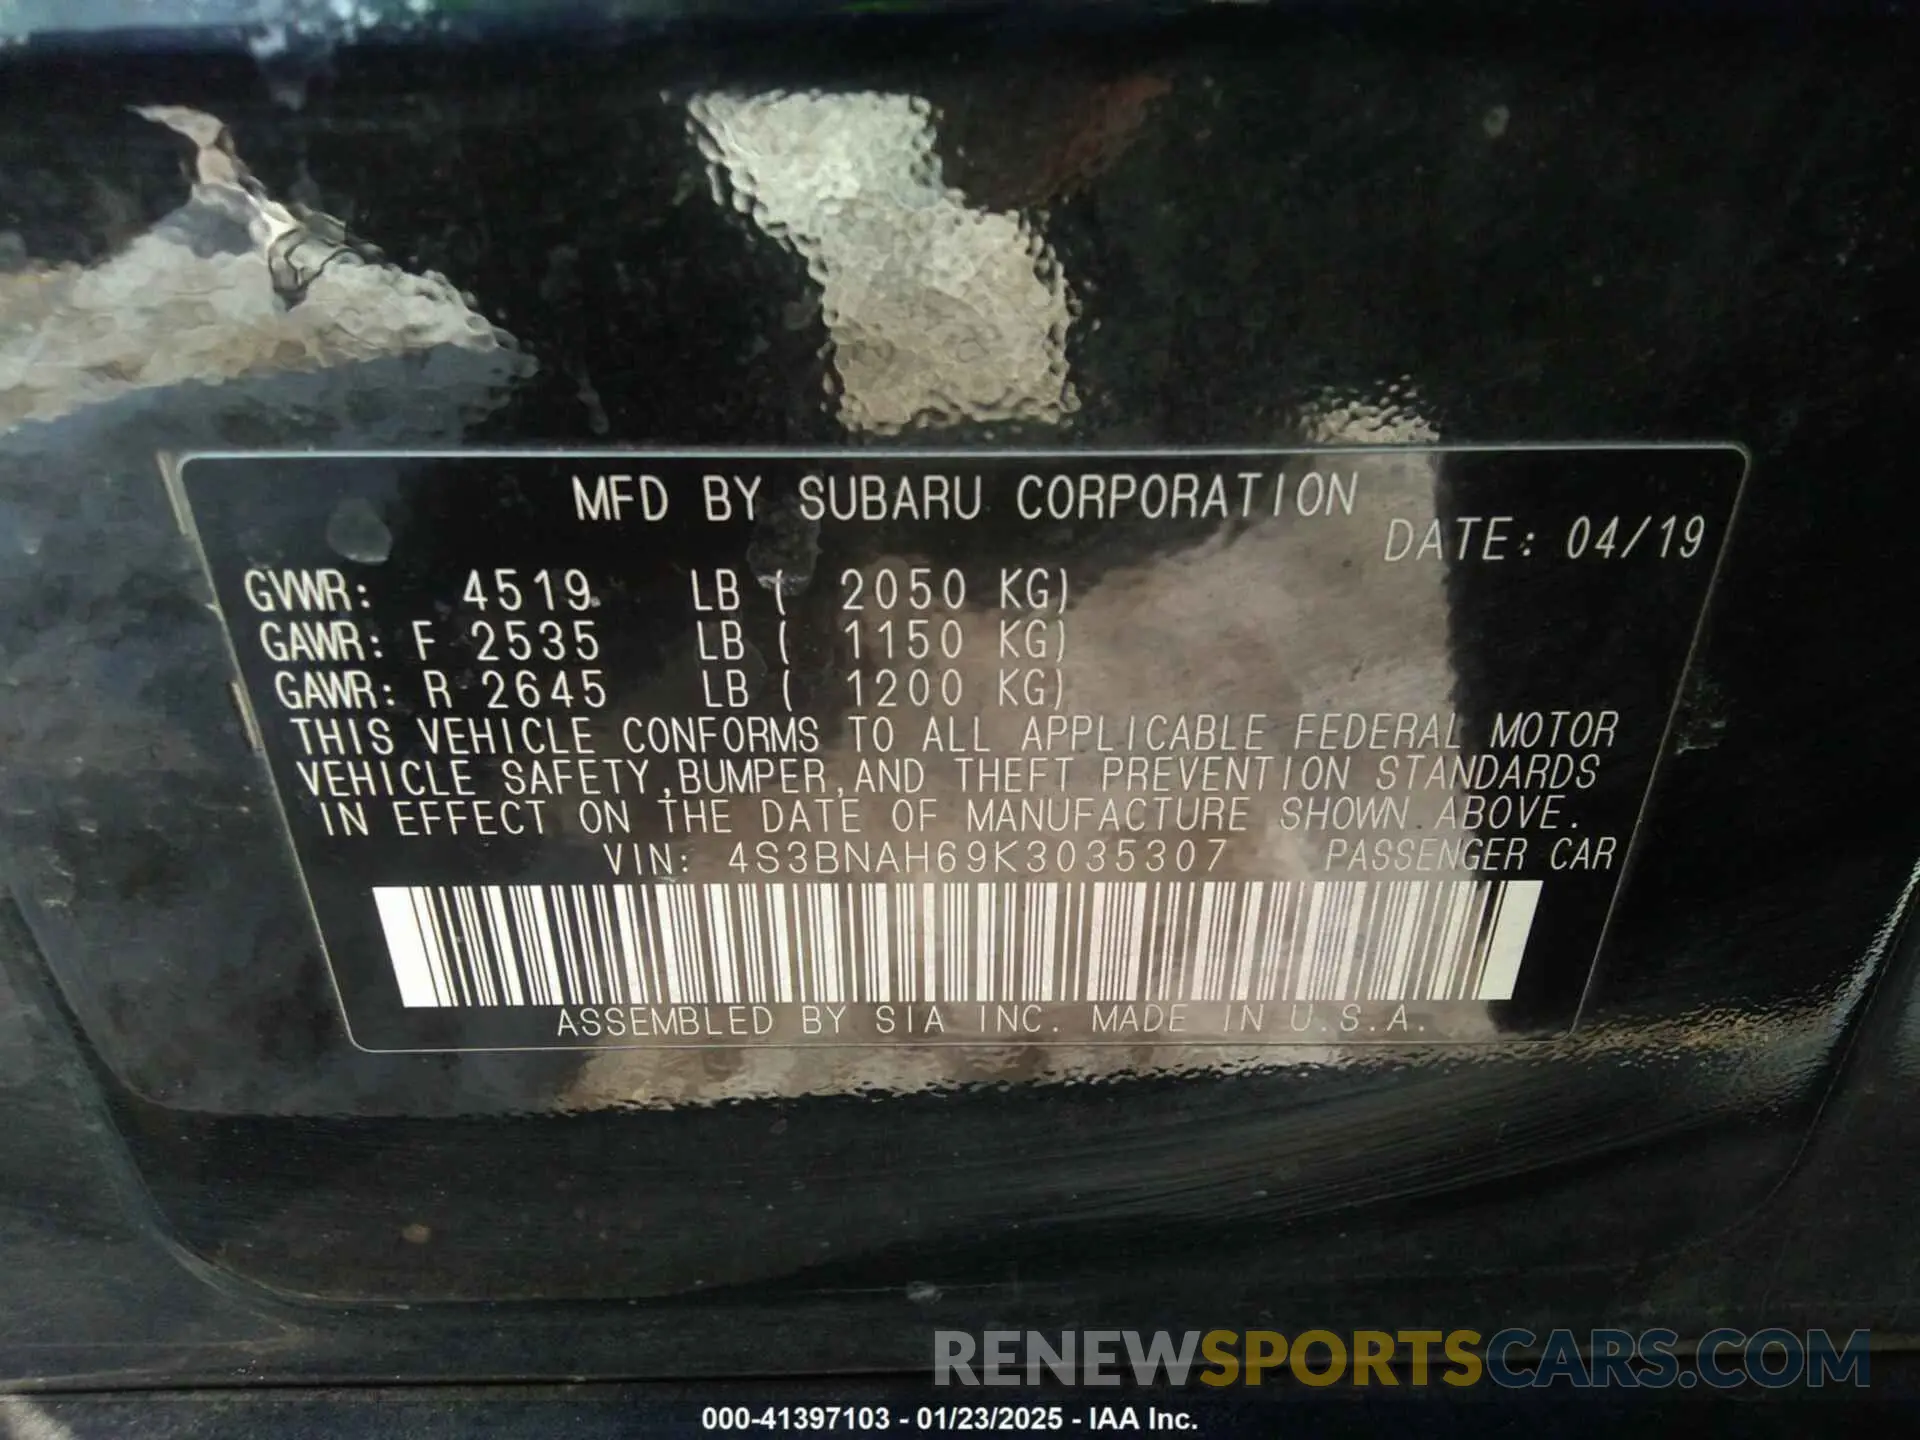 MFD BY SUBARU CORPORATION
DATE: 04/19
GVWR: 4519 LB ( 2050 KG)
GAWR: F 2535 LB ( 1150 KG)
GAWR: R 2645 LB ( 1200 KG)
THIS VEHICLE CONFORMS TO ALL APPLICABLE FEDERAL MOTOR
VEHICLE SAFETY,BUMPER,AND THEFT PREVENTION STANDARDS
IN EFFECT ON THE DATE OF MANUFACTURE SHOWN ABOVE.
VIN: 4S3BNAH69K3035307 PASSENGER CAR
ASSEMBLED BY SIA INC. MADE IN U.S.A.
RENEWSPORTSCARS.COM
000-41397103 - 01/23/2025 - IAA Inc.